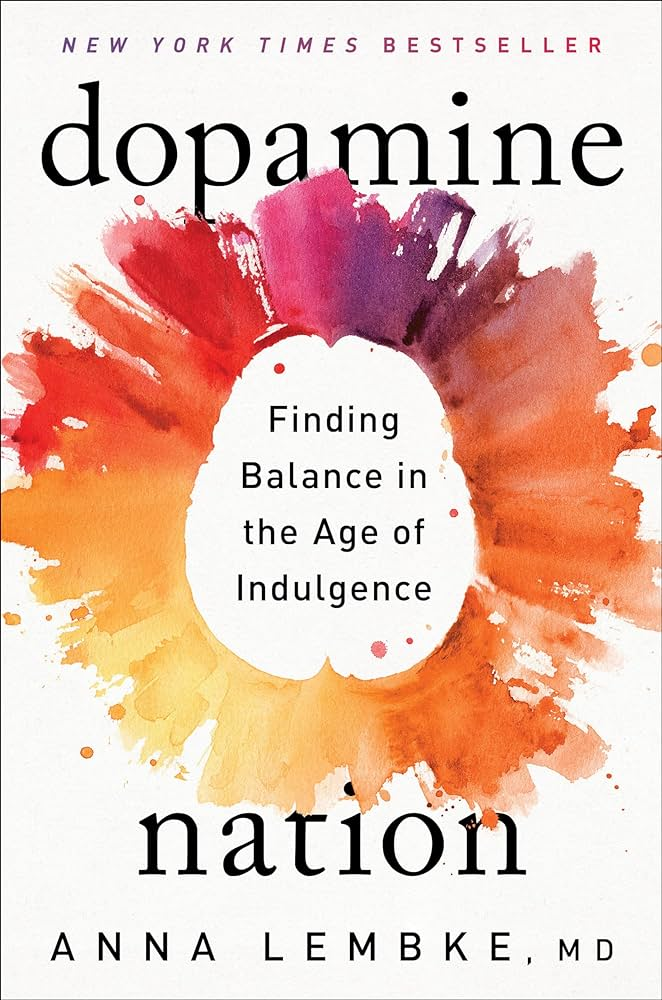 NEW YORK TIMES BESTSELLER
dopamine
Finding
Balance in
the Age of
Indulgence
nation
ANNA LEMBKE, MD